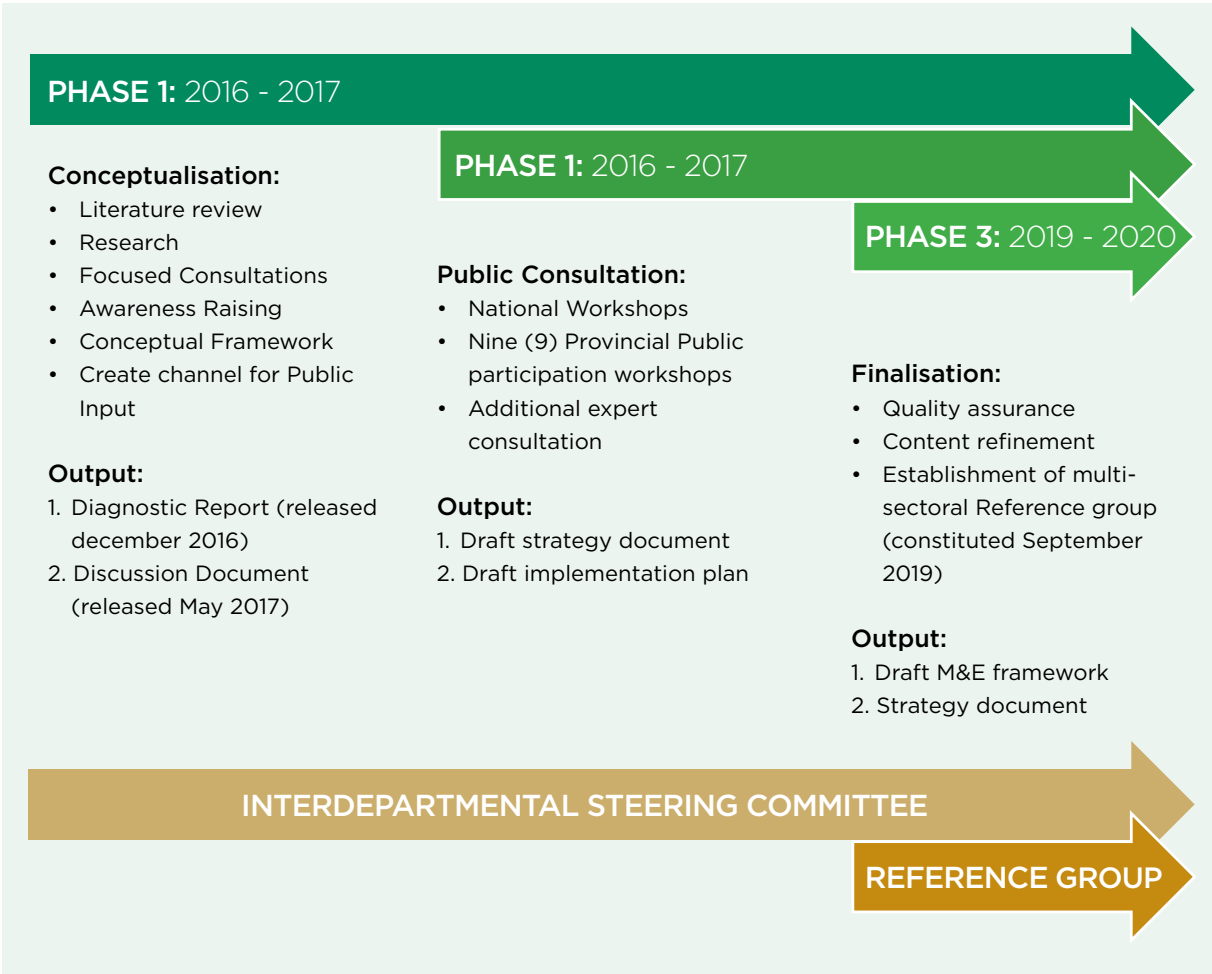 PHASE 1: 2016 - 2017
Conceptualisation:
• Literature review
• Research
• Focused Consultations
• Awareness Raising
• Conceptual Framework
• Create channel for Public
Input
Output:
1. Diagnostic Report (released
december 2016)
2. Discussion Document
(released May 2017)
PHASE 1: 2016 - 2017
Public Consultation:
• National Workshops
• Nine (9) Provincial Public
participation workshops
• Additional expert
consultation
Output:
1. Draft strategy document
2. Draft implementation plan
PHASE 3: 2019 - 2020
Finalisation:
• Quality assurance
• Content refinement
• Establishment of multi-
sectoral Reference group
(constituted September
2019)
Output:
1. Draft M&E framework
2. Strategy document
INTERDEPARTMENTAL STEERING COMMITTEE
REFERENCE GROUP